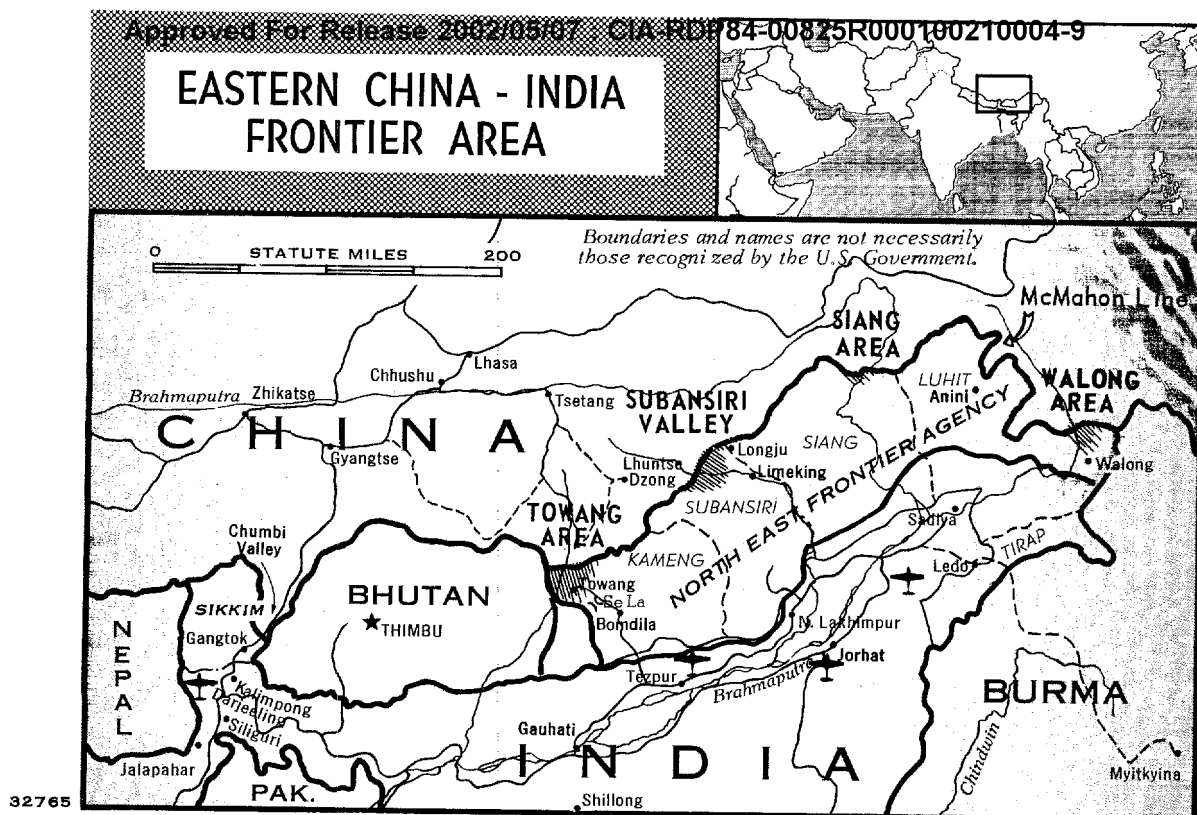 Approved For Release 2002/05/07 : CIA-RDP84-00825R000100210004-9
EASTERN CHINA - INDIA
FRONTIER AREA
0 STATUTE MILES 200
Boundaries and names are not necessarily
those recognized by the U.S. Government.
McMahon Line
SIANG
AREA
Lhasa
Chhushu
LUHIT
Anini
WALONG
AREA
Brahmaputra
Zhikatse
Tsetang
SUBANSIRI
VALLEY
CHINA
Gyangtse
Longju
SIANG
Lhuntse
Dzong
Limeking
Walong
NORTH EAST FRONTIER AGENCY
TOWANG
AREA
SUBANSIRI
Sadiya
Chumbi
Valley
KAMENG
TIRAP
Ledo
Towang
Se La
Bomdila
BHUTAN
THIMBU
SIKKIM
Gangtok
NEPAL
N. Lakhimpur
Jorhat
Tezpur
Brahmaputra
BURMA
Kalimpong
Darjeeling
Siliguri
Gauhati
INDIA
Chindwin
Jalapahar
Myitkyina
PAK.
Shillong
32765